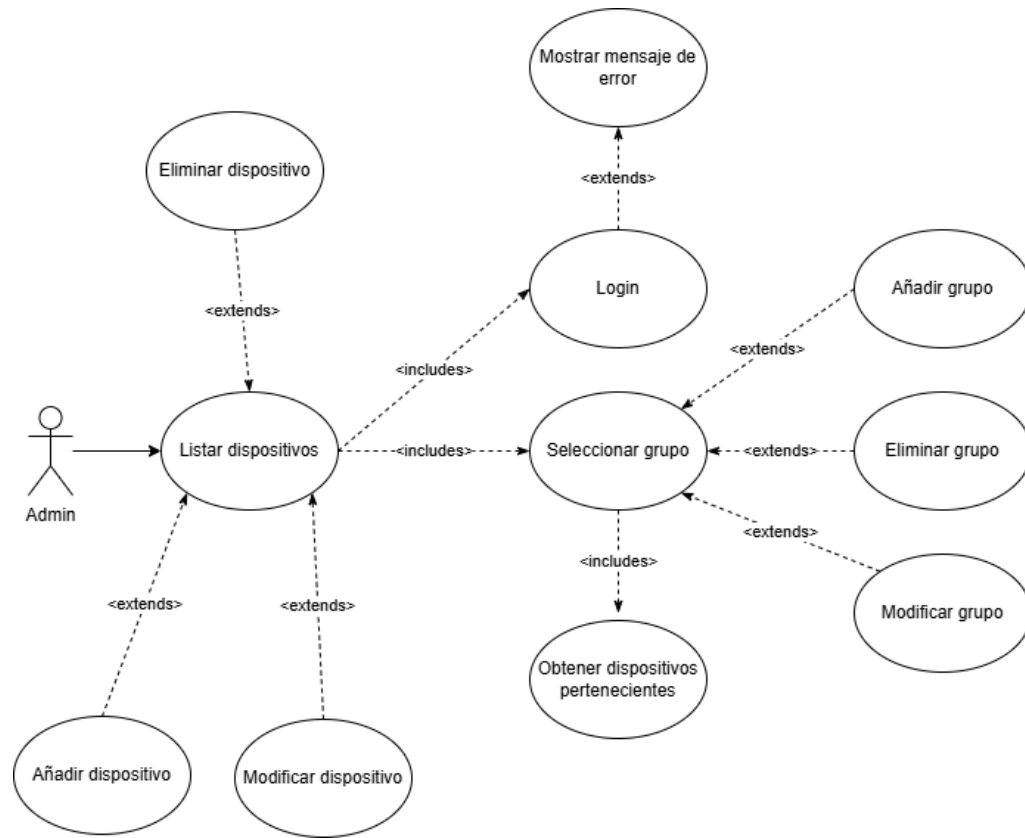 Mostrar mensaje de
error
Eliminar dispositivo
<extends>
Login
Añadir grupo
<extends>
<extends>
<includes>
Listar dispositivos
<includes>
Seleccionar grupo
<extends>
Eliminar grupo
Admin
<extends>
<includes>
<extends>
<extends>
Modificar grupo
Obtener dispositivos
pertenecientes
Añadir dispositivo
Modificar dispositivo